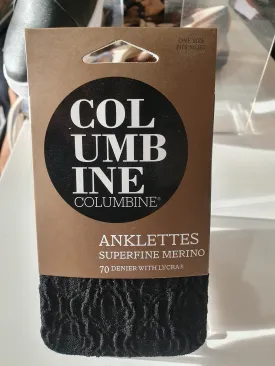 ONE SIZE
COL
UMB
INE
COLUMBINE®
ANKLETTES
SUPERFINE MERINO
70 DENIER WITH LYCRA®